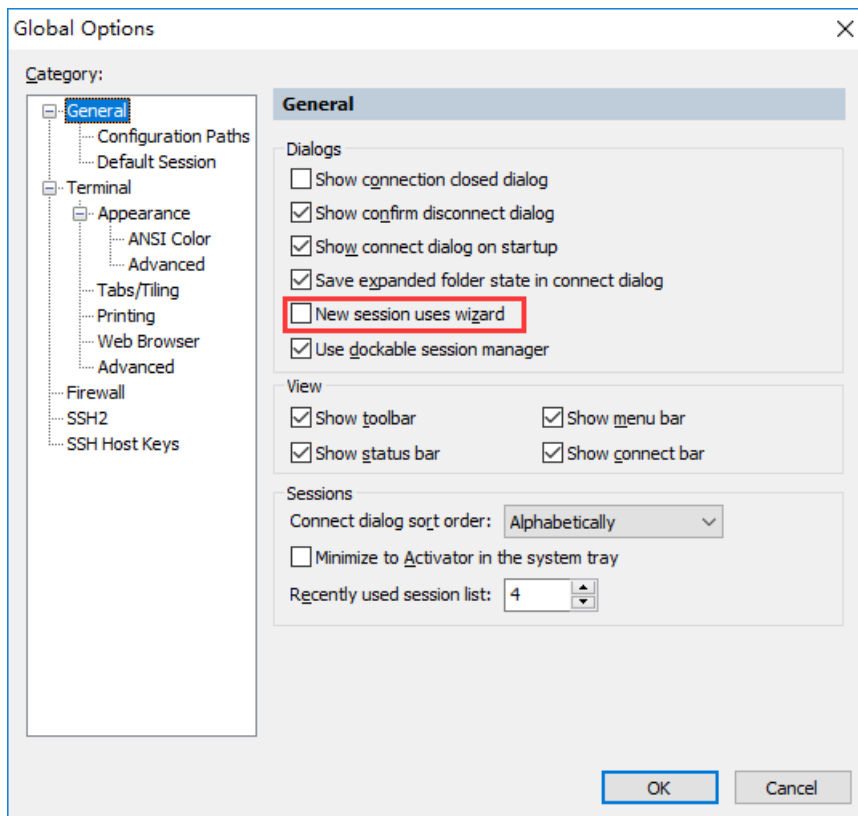 Global Options
Category:
General
Configuration Paths
Default Session
Terminal
Appearance
ANSI Color
Advanced
Tabs/Tiling
Printing
Web Browser
Advanced
Firewall
SSH2
SSH Host Keys
General
Dialogs
Show connection closed dialog
Show confirm disconnect dialog
Show connect dialog on startup
Save expanded folder state in connect dialog
New session uses wizard
Use dockable session manager
View
Show toolbar Show menu bar
Show status bar Show connect bar
Sessions
Connect dialog sort order: Alphabetically
Minimize to Activator in the system tray
Recently used session list: 4
OK Cancel